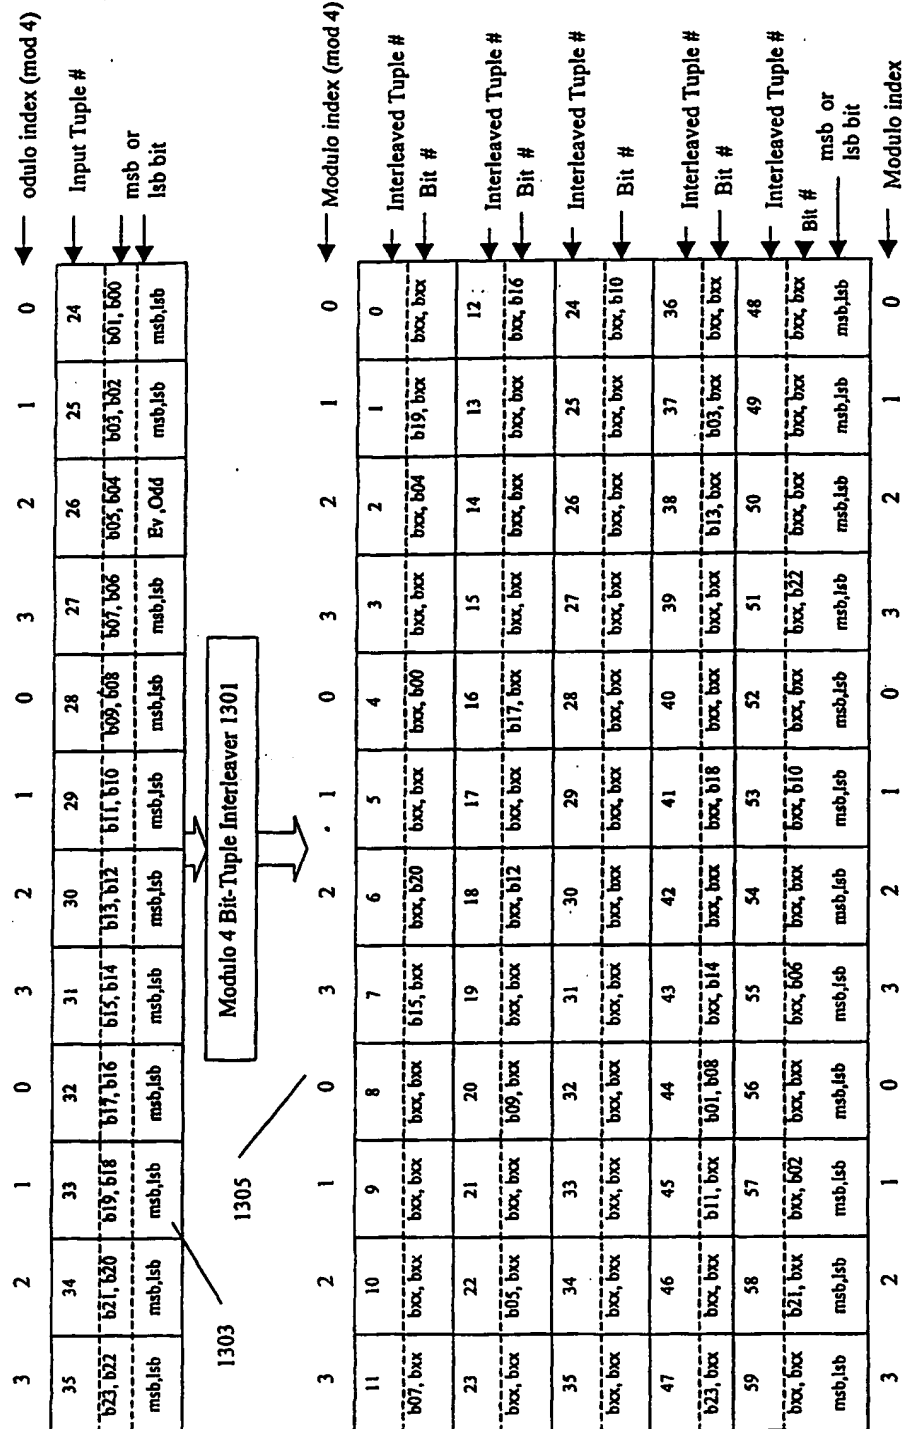 3 2 1 0 3 2 1 0 3 2 1 0 odulo index (mod 4)
35 34 33 32 31 30 29 28 27 26 25 24 Input Tuple #
b23, b22 b21, b20 b19, b18 b17, b16 b15, b14 b13, b12 b11, b10 b09, b08 b07, b06 b05, b04 b03, b02 b01, b00 msb or
msb,lsb msb,lsb msb,lsb msb,lsb msb,lsb msb,lsb msb,lsb msb,lsb msb,lsb Ev,Odd msb,lsb msb,lsb lsb bit
1303
Modulo 4 Bit-Tuple Interleaver 1301
1305
3 2 1 0 3 2 1 0 3 2 1 0 Modulo index (mod 4)
11 10 9 8 7 6 5 4 3 2 1 0 Interleaved Tuple #
b07, bxx bxx, bxx bxx, bxx bxx, bxx b15, bxx bxx, b20 bxx, bxx bxx, b00 bxx, bxx bxx, b04 b19, bxx bxx, bxx Bit #
23 22 21 20 19 18 17 16 15 14 13 12 Interleaved Tuple #
bxx, bxx b05, bxx bxx, bxx b09, bxx bxx, bxx bxx, b12 bxx, bxx b17, bxx bxx, bxx bxx, bxx bxx, bxx bxx, b16 Bit #
35 34 33 32 31 30 29 28 27 26 25 24 Interleaved Tuple #
bxx, bxx bxx, bxx bxx, bxx bxx, bxx bxx, bxx bxx, bxx bxx, bxx bxx, bxx bxx, bxx bxx, bxx bxx, bxx bxx, b10 Bit #
47 46 45 44 43 42 41 40 39 38 37 36 Interleaved Tuple #
b23, bxx bxx, bxx b11, bxx b01, b08 bxx, b14 bxx, bxx bxx, b18 bxx, bxx bxx, bxx b13, bxx b03, bxx bxx, bxx Bit #
59 58 57 56 55 54 53 52 51 50 49 48 Interleaved Tuple #
bxx, bxx b21, bxx bxx, b02 bxx, bxx bxx, b06 bxx, bxx bxx, b10 bxx, bxx bxx, b22 bxx, bxx bxx, bxx bxx, bxx Bit #
msb,lsb msb,lsb msb,lsb msb,lsb msb,lsb msb,lsb msb,lsb msb,lsb msb,lsb msb,lsb msb,lsb msb,lsb msb or
lsb bit
3 2 1 0 3 2 1 0 3 2 1 0 Modulo index